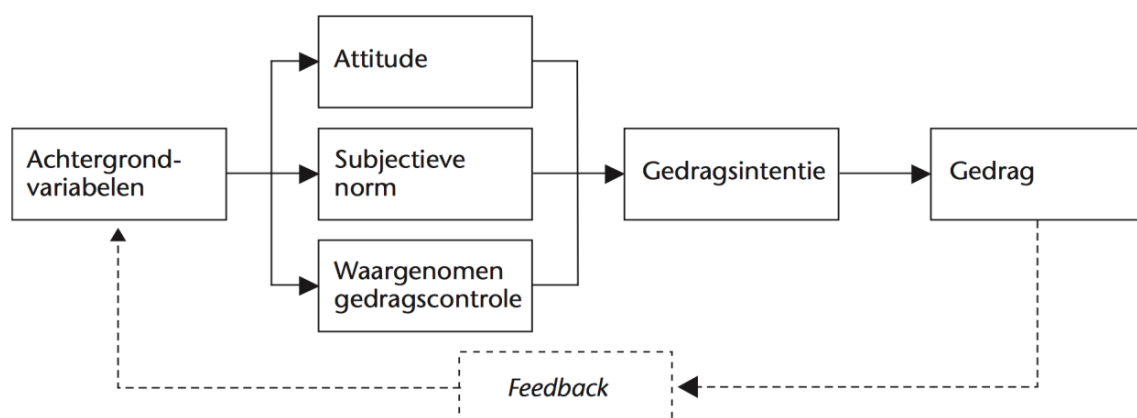 Attitude
Achtergrond-
variabelen
Subjectieve
norm
Gedragsintentie
Gedrag
Waargenomen
gedragscontrole
Feedback